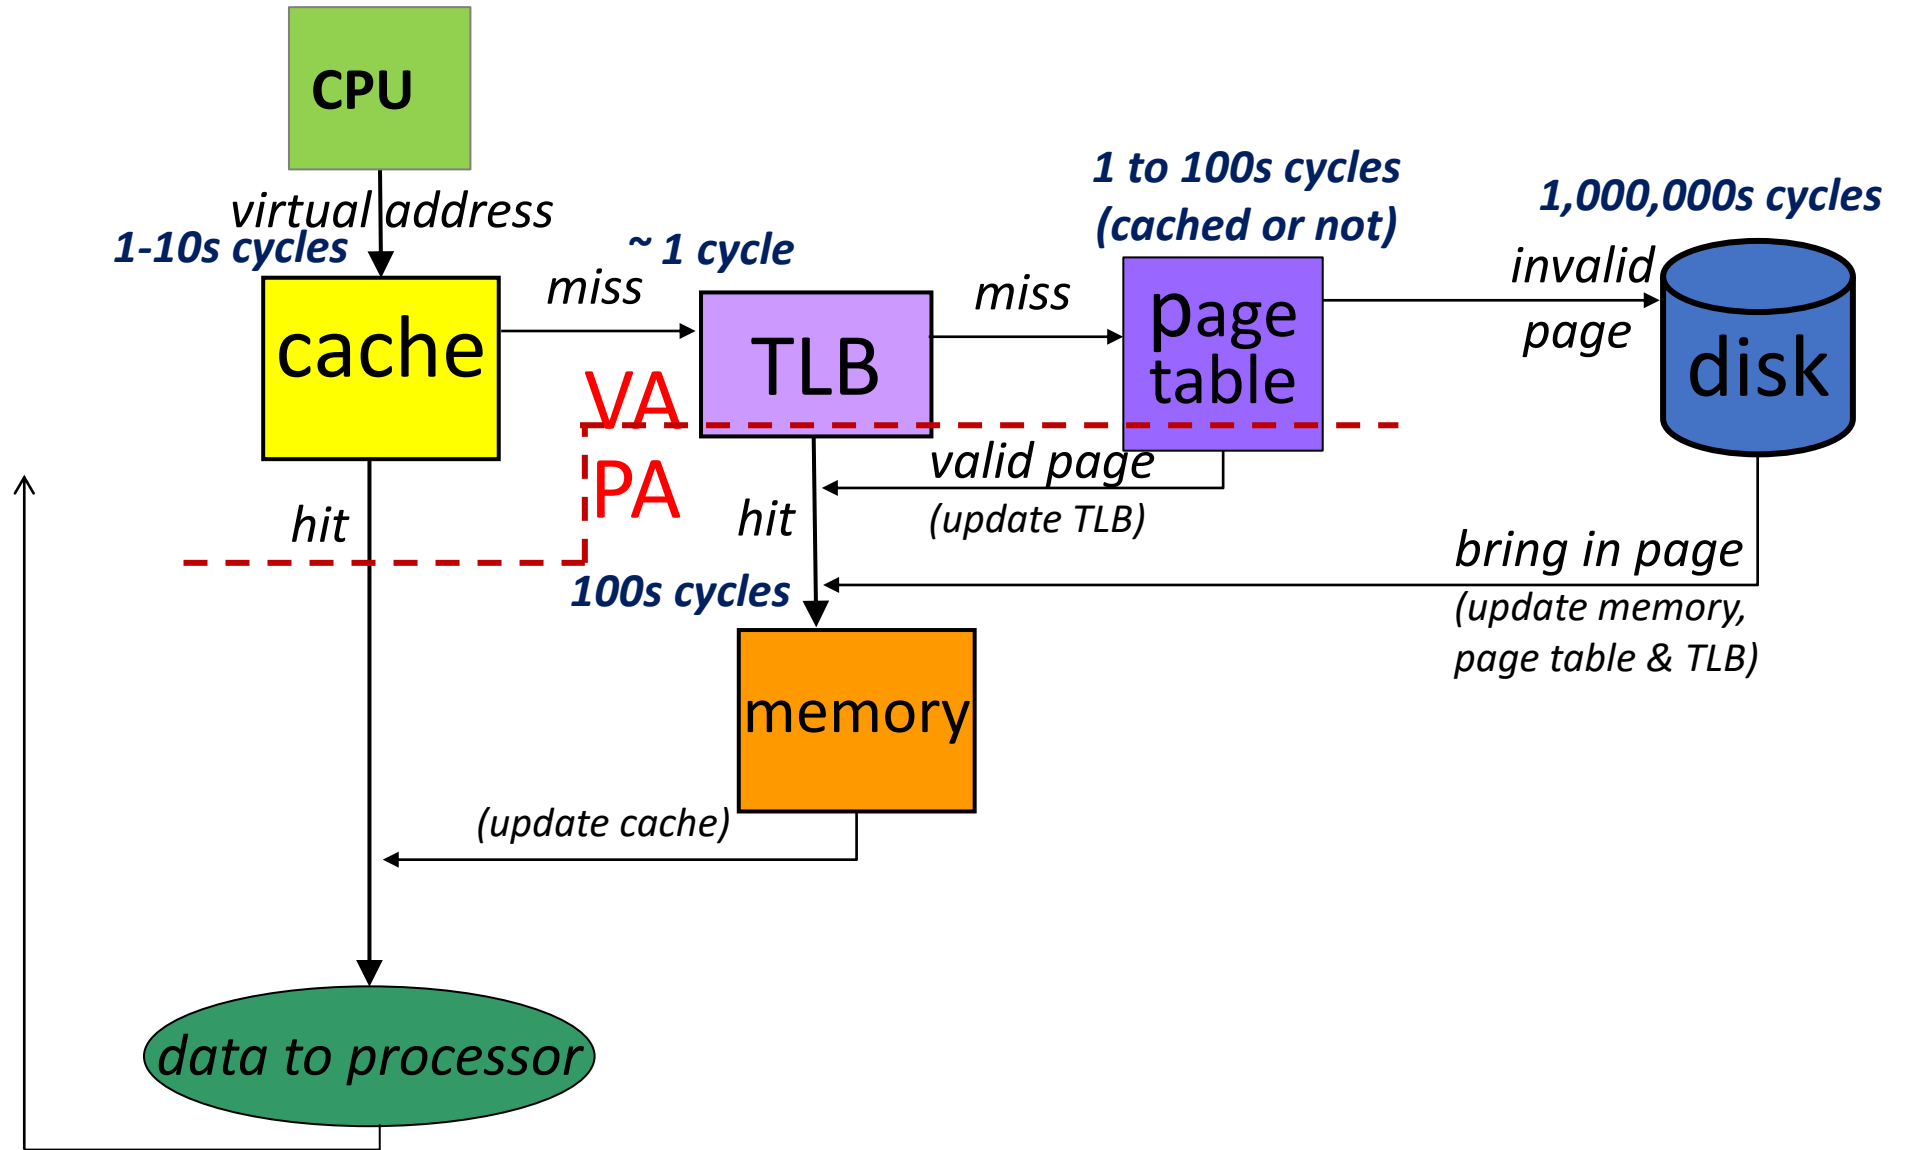 CPU
virtual address
1-10s cycles
cache
miss
~ 1 cycle
TLB
miss
1 to 100s cycles
(cached or not)
page
table
1,000,000s cycles
invalid
page
disk
VA
PA
hit
hit
valid page
(update TLB)
bring in page
(update memory,
page table & TLB)
100s cycles
memory
(update cache)
data to processor